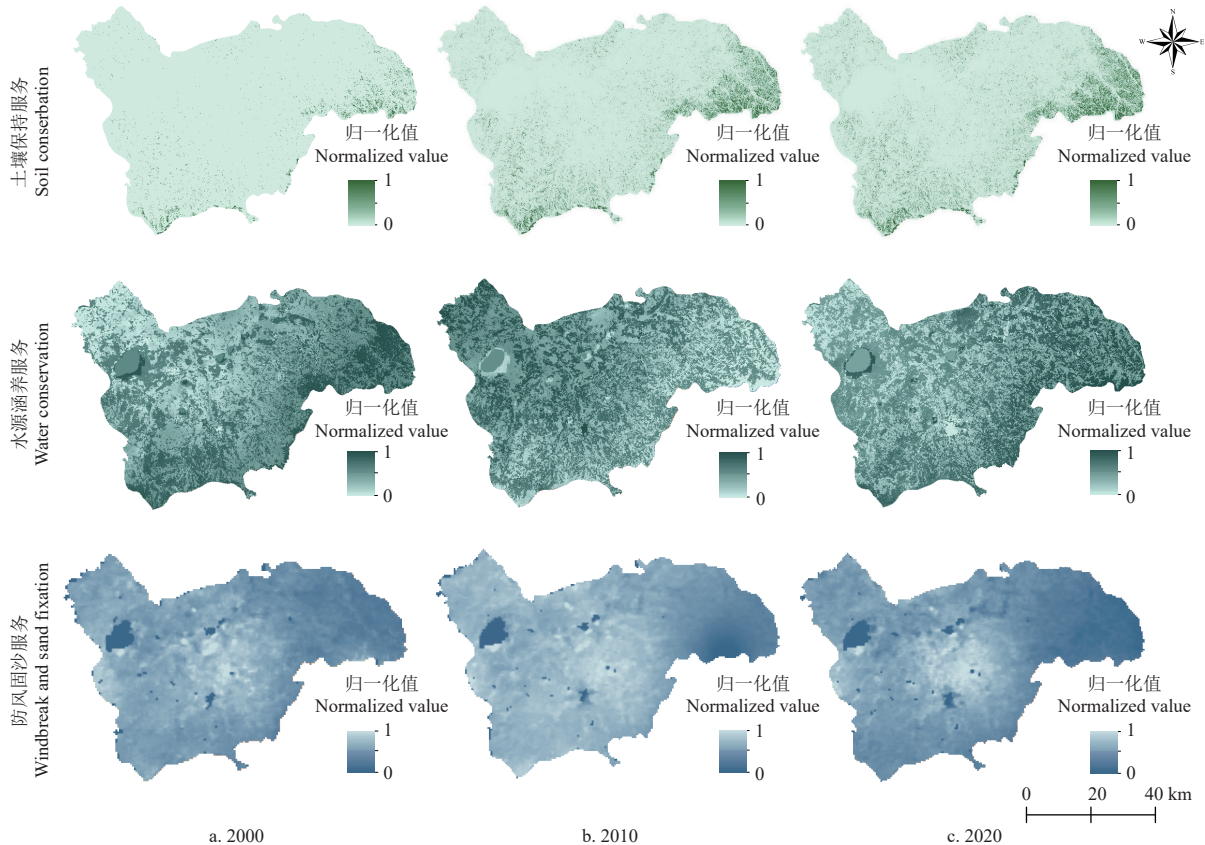 N
W
E
S
土壤保持服务
Soil conserbation
归一化值
Normalized value
1
0
归一化值
Normalized value
1
0
归一化值
Normalized value
1
0
水源涵养服务
Water conservation
归一化值
Normalized value
1
0
归一化值
Normalized value
1
0
归一化值
Normalized value
1
0
防风固沙服务
Windbreak and sand fixation
归一化值
Normalized value
1
0
归一化值
Normalized value
1
0
归一化值
Normalized value
1
0
0 20 40 km
a. 2000
b. 2010
c. 2020